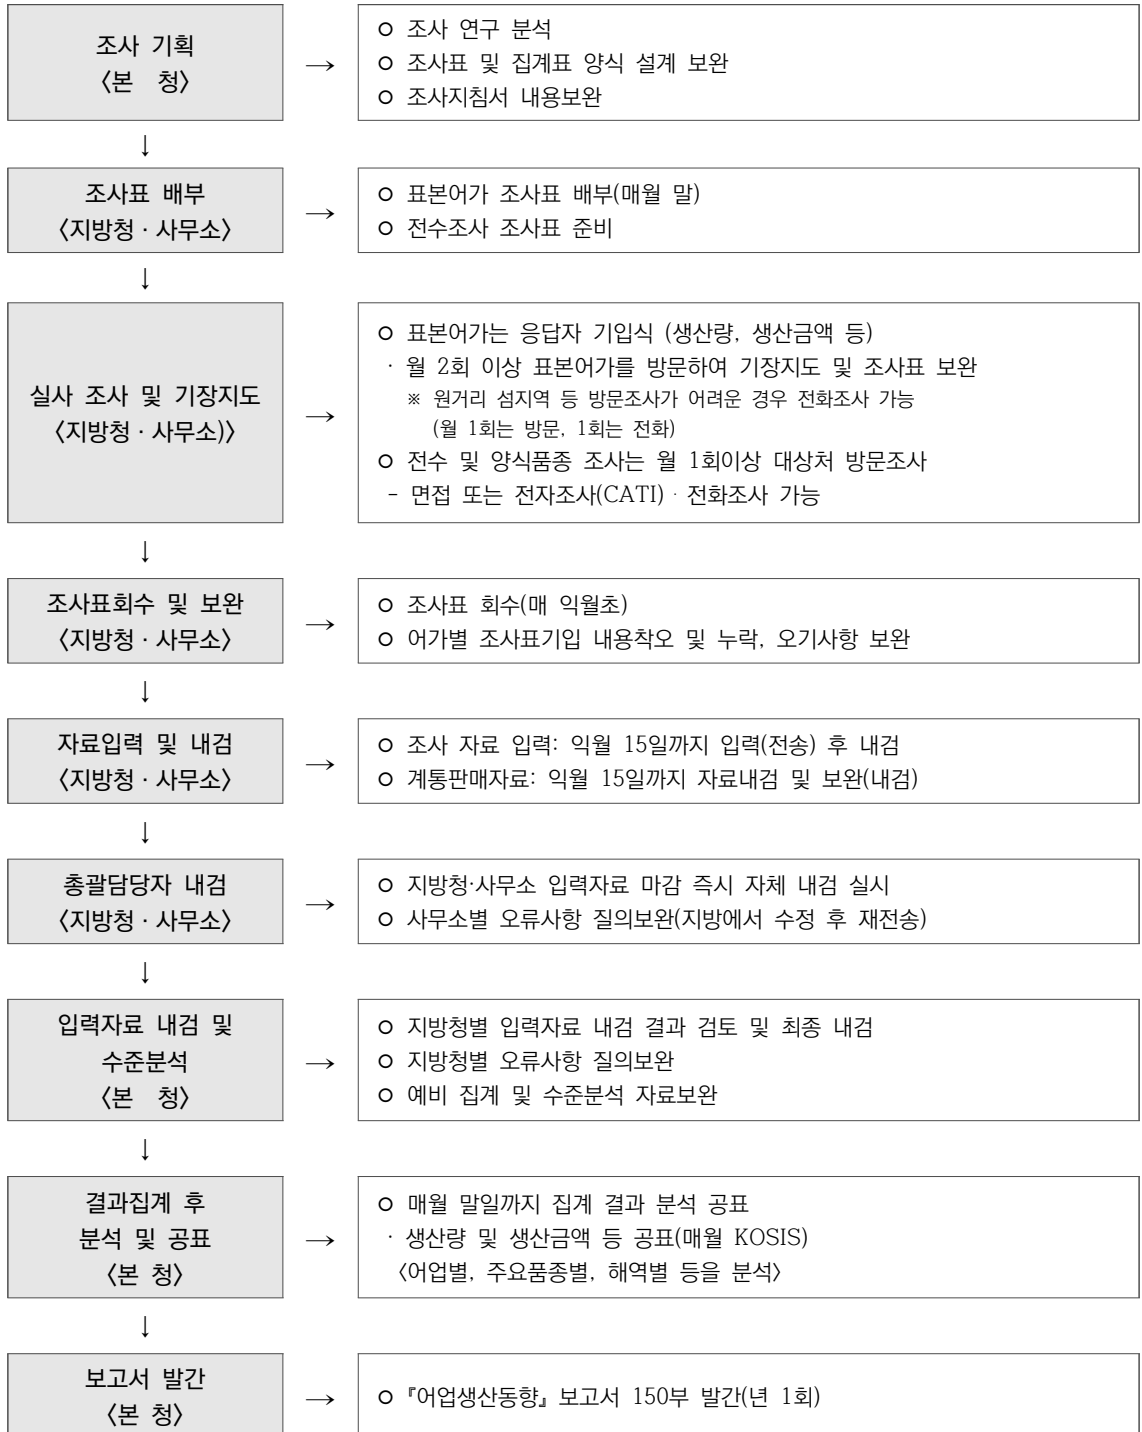 조사 기획
〈본 청〉
→
○ 조사 연구 분석
○ 조사표 및 집계표 양식 설계 보완
○ 조사지침서 내용보완
↓
조사표 배부
〈지방청 · 사무소〉
→
○ 표본어가 조사표 배부(매월 말)
○ 전수조사 조사표 준비
↓
실사 조사 및 기장지도
〈지방청 · 사무소)〉
→
○ 표본어가는 응답자 기입식 (생산량, 생산금액 등)
· 월 2회 이상 표본어가를 방문하여 기장지도 및 조사표 보완
※ 원거리 섬지역 등 방문조사가 어려운 경우 전화조사 가능
(월 1회는 방문, 1회는 전화)
○ 전수 및 양식품종 조사는 월 1회이상 대상처 방문조사
- 면접 또는 전자조사(CATI) · 전화조사 가능
↓
조사표회수 및 보완
〈지방청 · 사무소〉
→
○ 조사표 회수(매 익월초)
○ 어가별 조사표기입 내용착오 및 누락, 오기사항 보완
↓
자료입력 및 내검
〈지방청 · 사무소〉
→
○ 조사 자료 입력: 익월 15일까지 입력(전송) 후 내검
○ 계통판매자료: 익월 15일까지 자료내검 및 보완(내검)
↓
총괄담당자 내검
〈지방청 · 사무소〉
→
○ 지방청·사무소 입력자료 마감 즉시 자체 내검 실시
○ 사무소별 오류사항 질의보완(지방에서 수정 후 재전송)
↓
입력자료 내검 및
수준분석
〈본 청〉
→
○ 지방청별 입력자료 내검 결과 검토 및 최종 내검
○ 지방청별 오류사항 질의보완
○ 예비 집계 및 수준분석 자료보완
↓
결과집계 후
분석 및 공표
〈본 청〉
→
○ 매월 말일까지 집계 결과 분석 공표
· 생산량 및 생산금액 등 공표(매월 KOSIS)
〈어업별, 주요품종별, 해역별 등을 분석〉
↓
보고서 발간
〈본 청〉
→
○ 『어업생산동향』 보고서 150부 발간(년 1회)